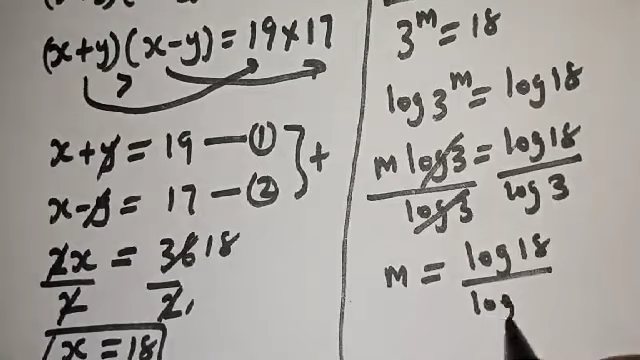 (x+y)(x-y) = 19×17
>
x+y = 19 — ①
x-y = 17 — ②
+
2x = 36 18
2 2
x = 18
3^m = 18
log 3^m = log 18
m log 3 = log 18
log 3 log 3
m = log 18
log